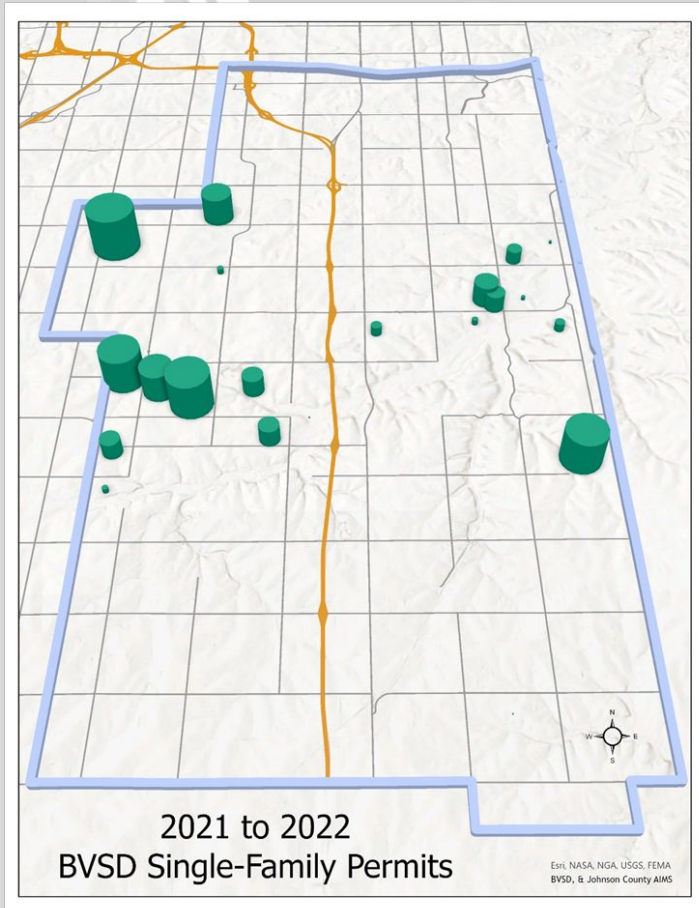 N
W E
S
2021 to 2022
BVSD Single-Family Permits
Esri, NASA, NGA, USGS, FEMA
BVSD, & Johnson County AIMS